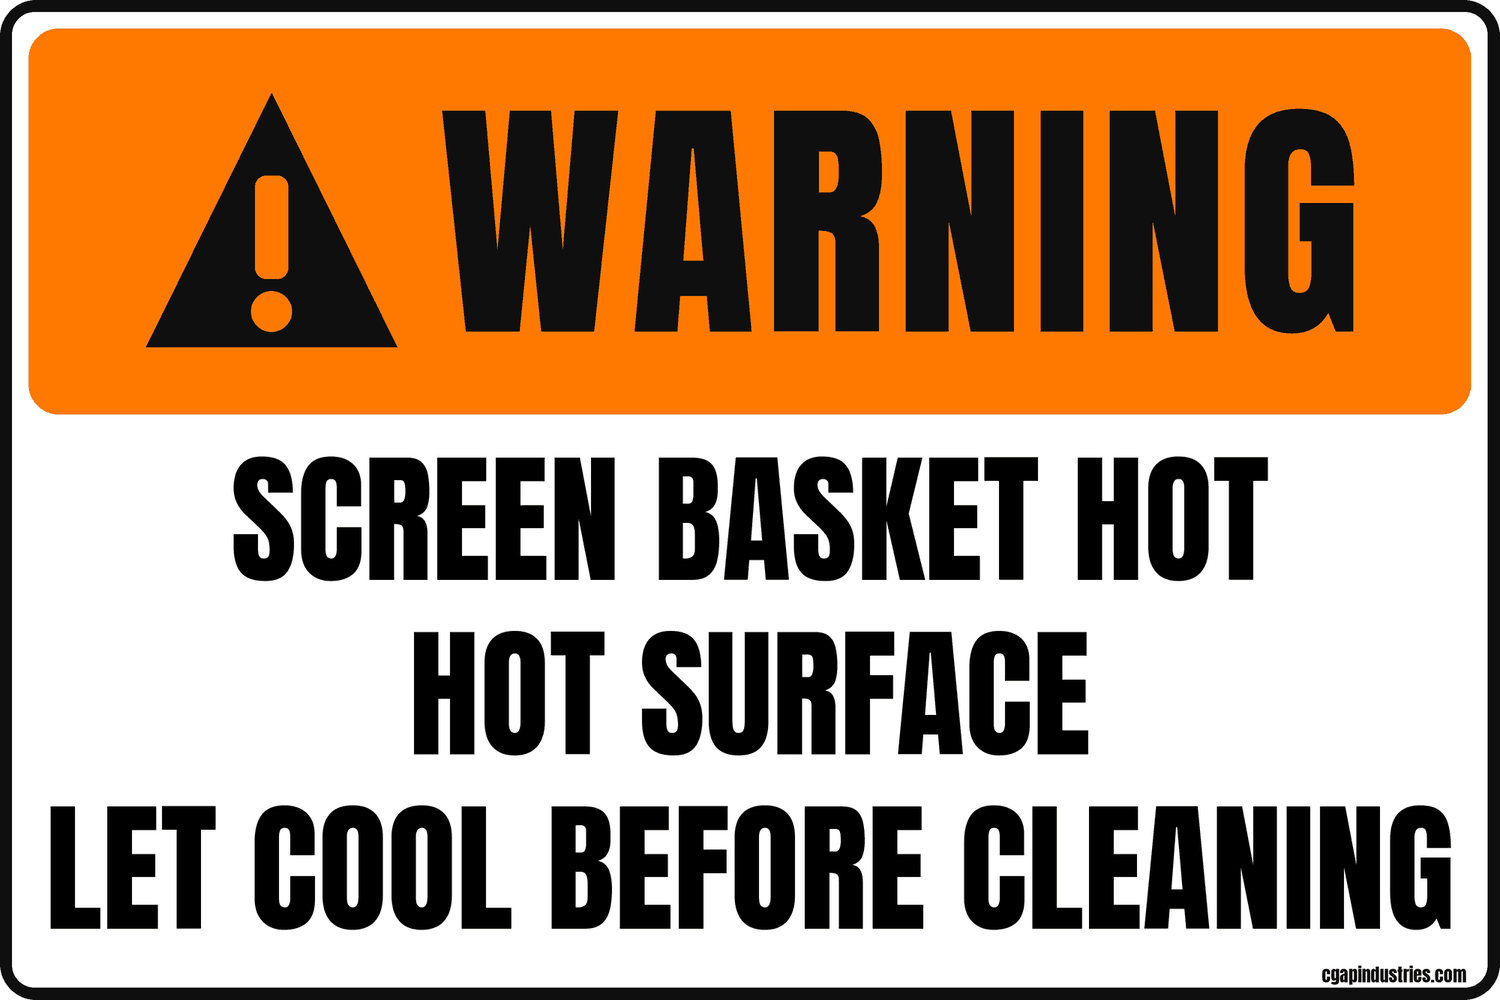 WARNING
SCREEN BASKET HOT
HOT SURFACE
LET COOL BEFORE CLEANING
cgapindustries.com